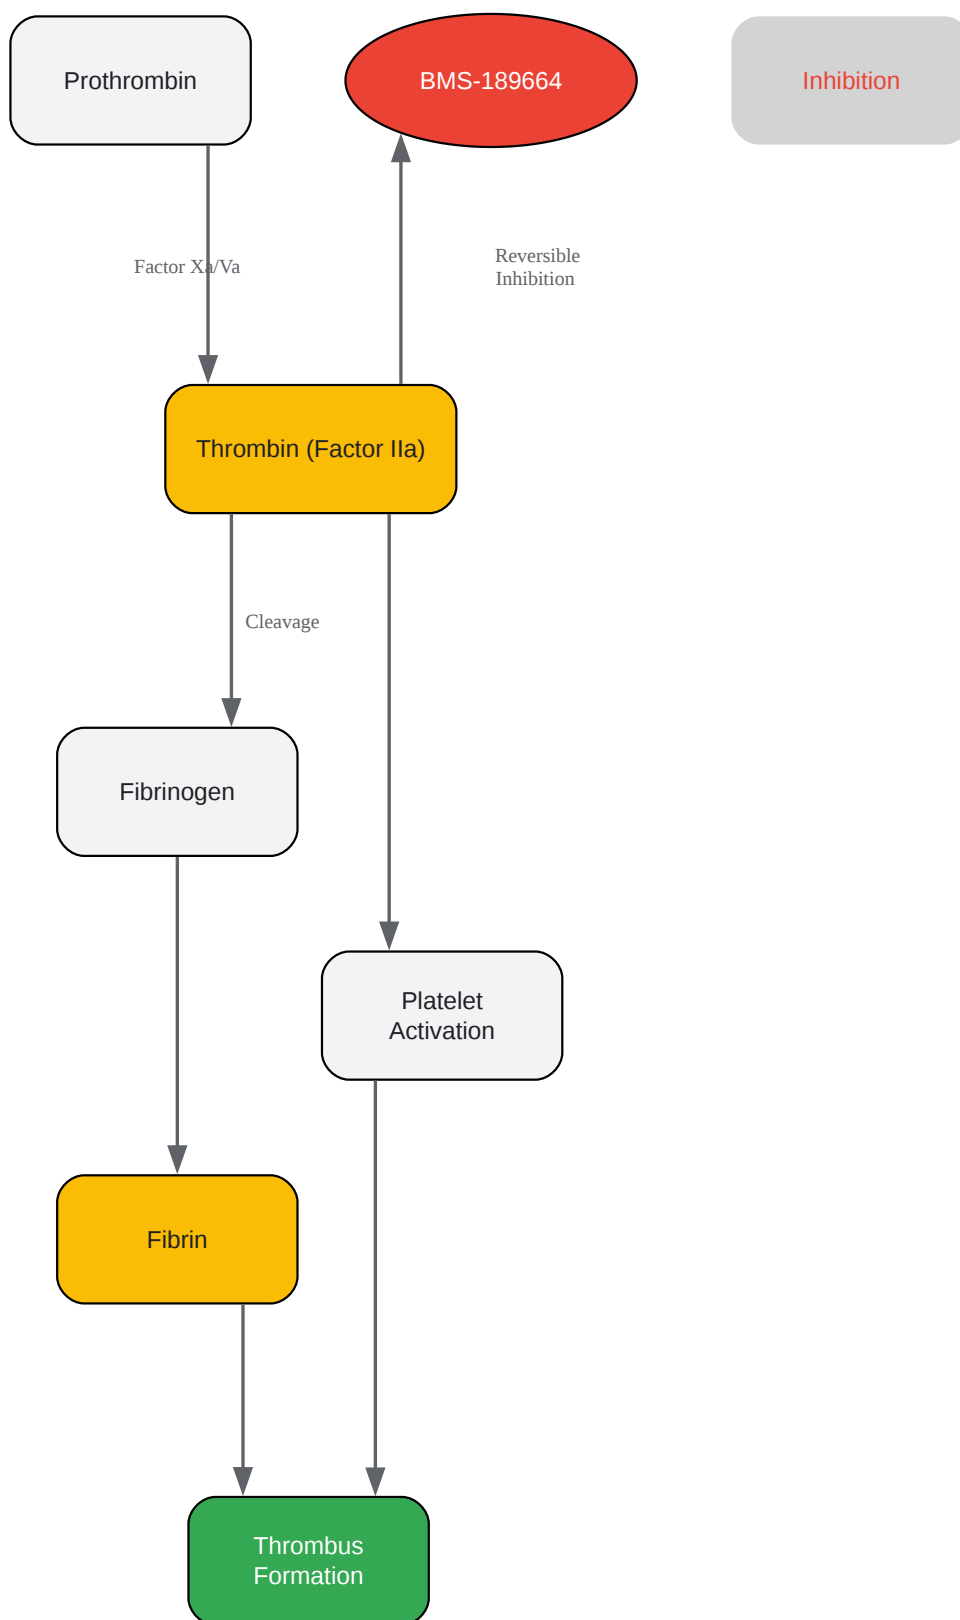 Prothrombin
BMS-189664
Inhibition
Factor Xa/Va
Reversible
Inhibition
Thrombin (Factor IIa)
Cleavage
Fibrinogen
Platelet
Activation
Fibrin
Thrombus
Formation